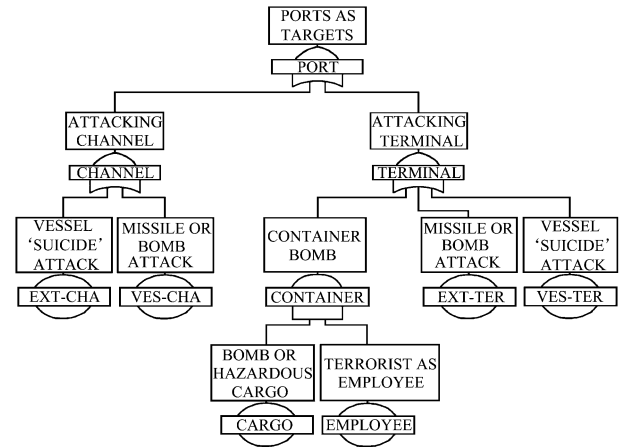 PORTS AS
TARGETS
PORT
ATTACKING
CHANNEL
ATTACKING
TERMINAL
CHANNEL
TERMINAL
VESSEL
‘SUICIDE’
ATTACK
MISSILE OR
BOMB
ATTACK
CONTAINER
BOMB
MISSILE OR
BOMB
ATTACK
VESSEL
‘SUICIDE’
ATTACK
EXT-CHA
VES-CHA
CONTAINER
EXT-TER
VES-TER
BOMB OR
HAZARDOUS
CARGO
TERRORIST AS
EMPLOYEE
CARGO
EMPLOYEE